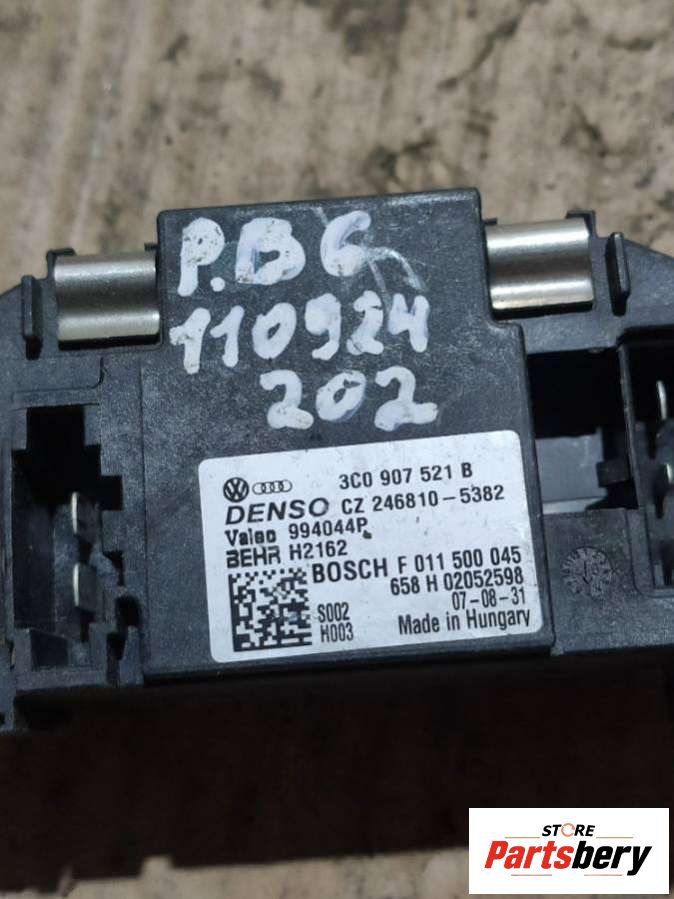 P.B6
110924
202
3C0 907 521 B
DENSO CZ 246810-5382
Valeo 994044P
BEHR H2162
BOSCH F 011 500 045
658 H 02052598
07-08-31
S002
H003
Made in Hungary
STORE
Partsbery